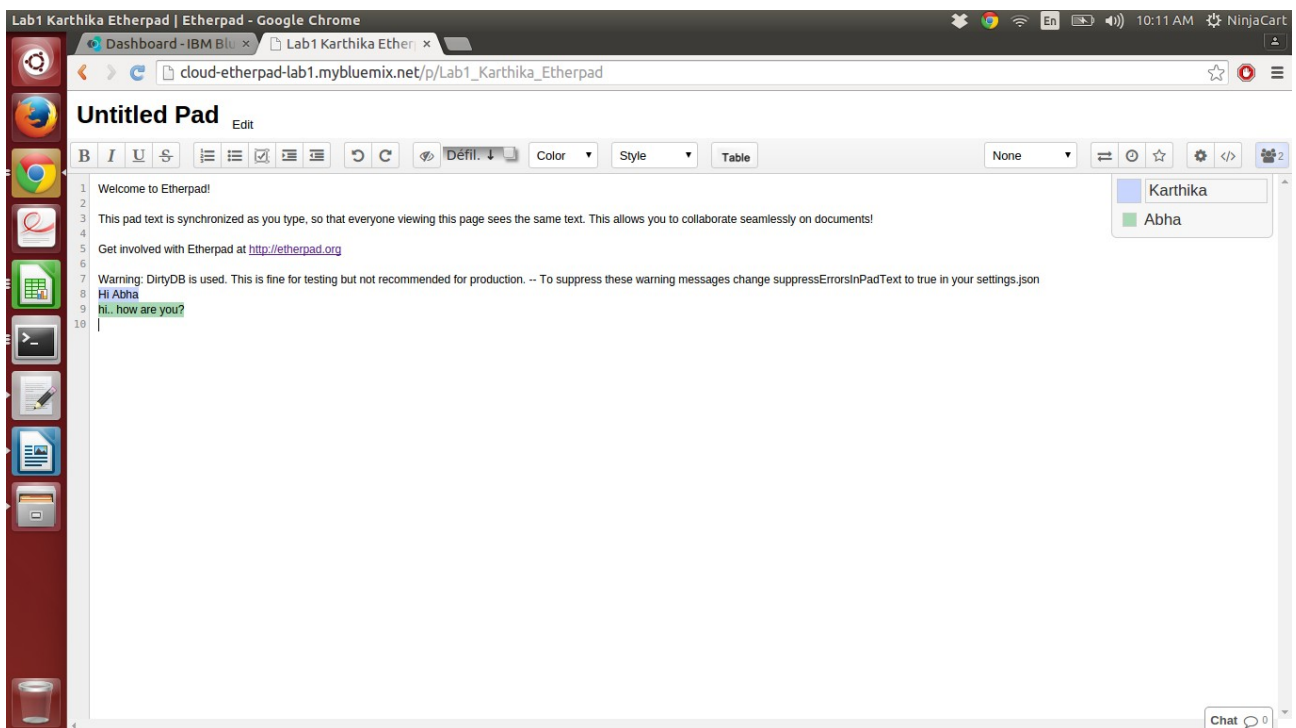 Lab1 Karthika Etherpad | Etherpad - Google Chrome
En
10:11 AM
NinjaCart
Dashboard - IBM Blu ×
Lab1 Karthika Ether ×
cloud-etherpad-lab1.mybluemix.net/p/Lab1_Karthika_Etherpad
Untitled Pad
Edit
B I U S
Défil. ↓
Color
Style
Table
None
</>
2
1 Welcome to Etherpad!
2
3 This pad text is synchronized as you type, so that everyone viewing this page sees the same text. This allows you to collaborate seamlessly on documents!
4
5 Get involved with Etherpad at http://etherpad.org
6
7 Warning: DirtyDB is used. This is fine for testing but not recommended for production. -- To suppress these warning messages change suppressErrorsInPadText to true in your settings.json
8 Hi Abha
9 hi.. how are you?
10
Karthika
Abha
Chat 0